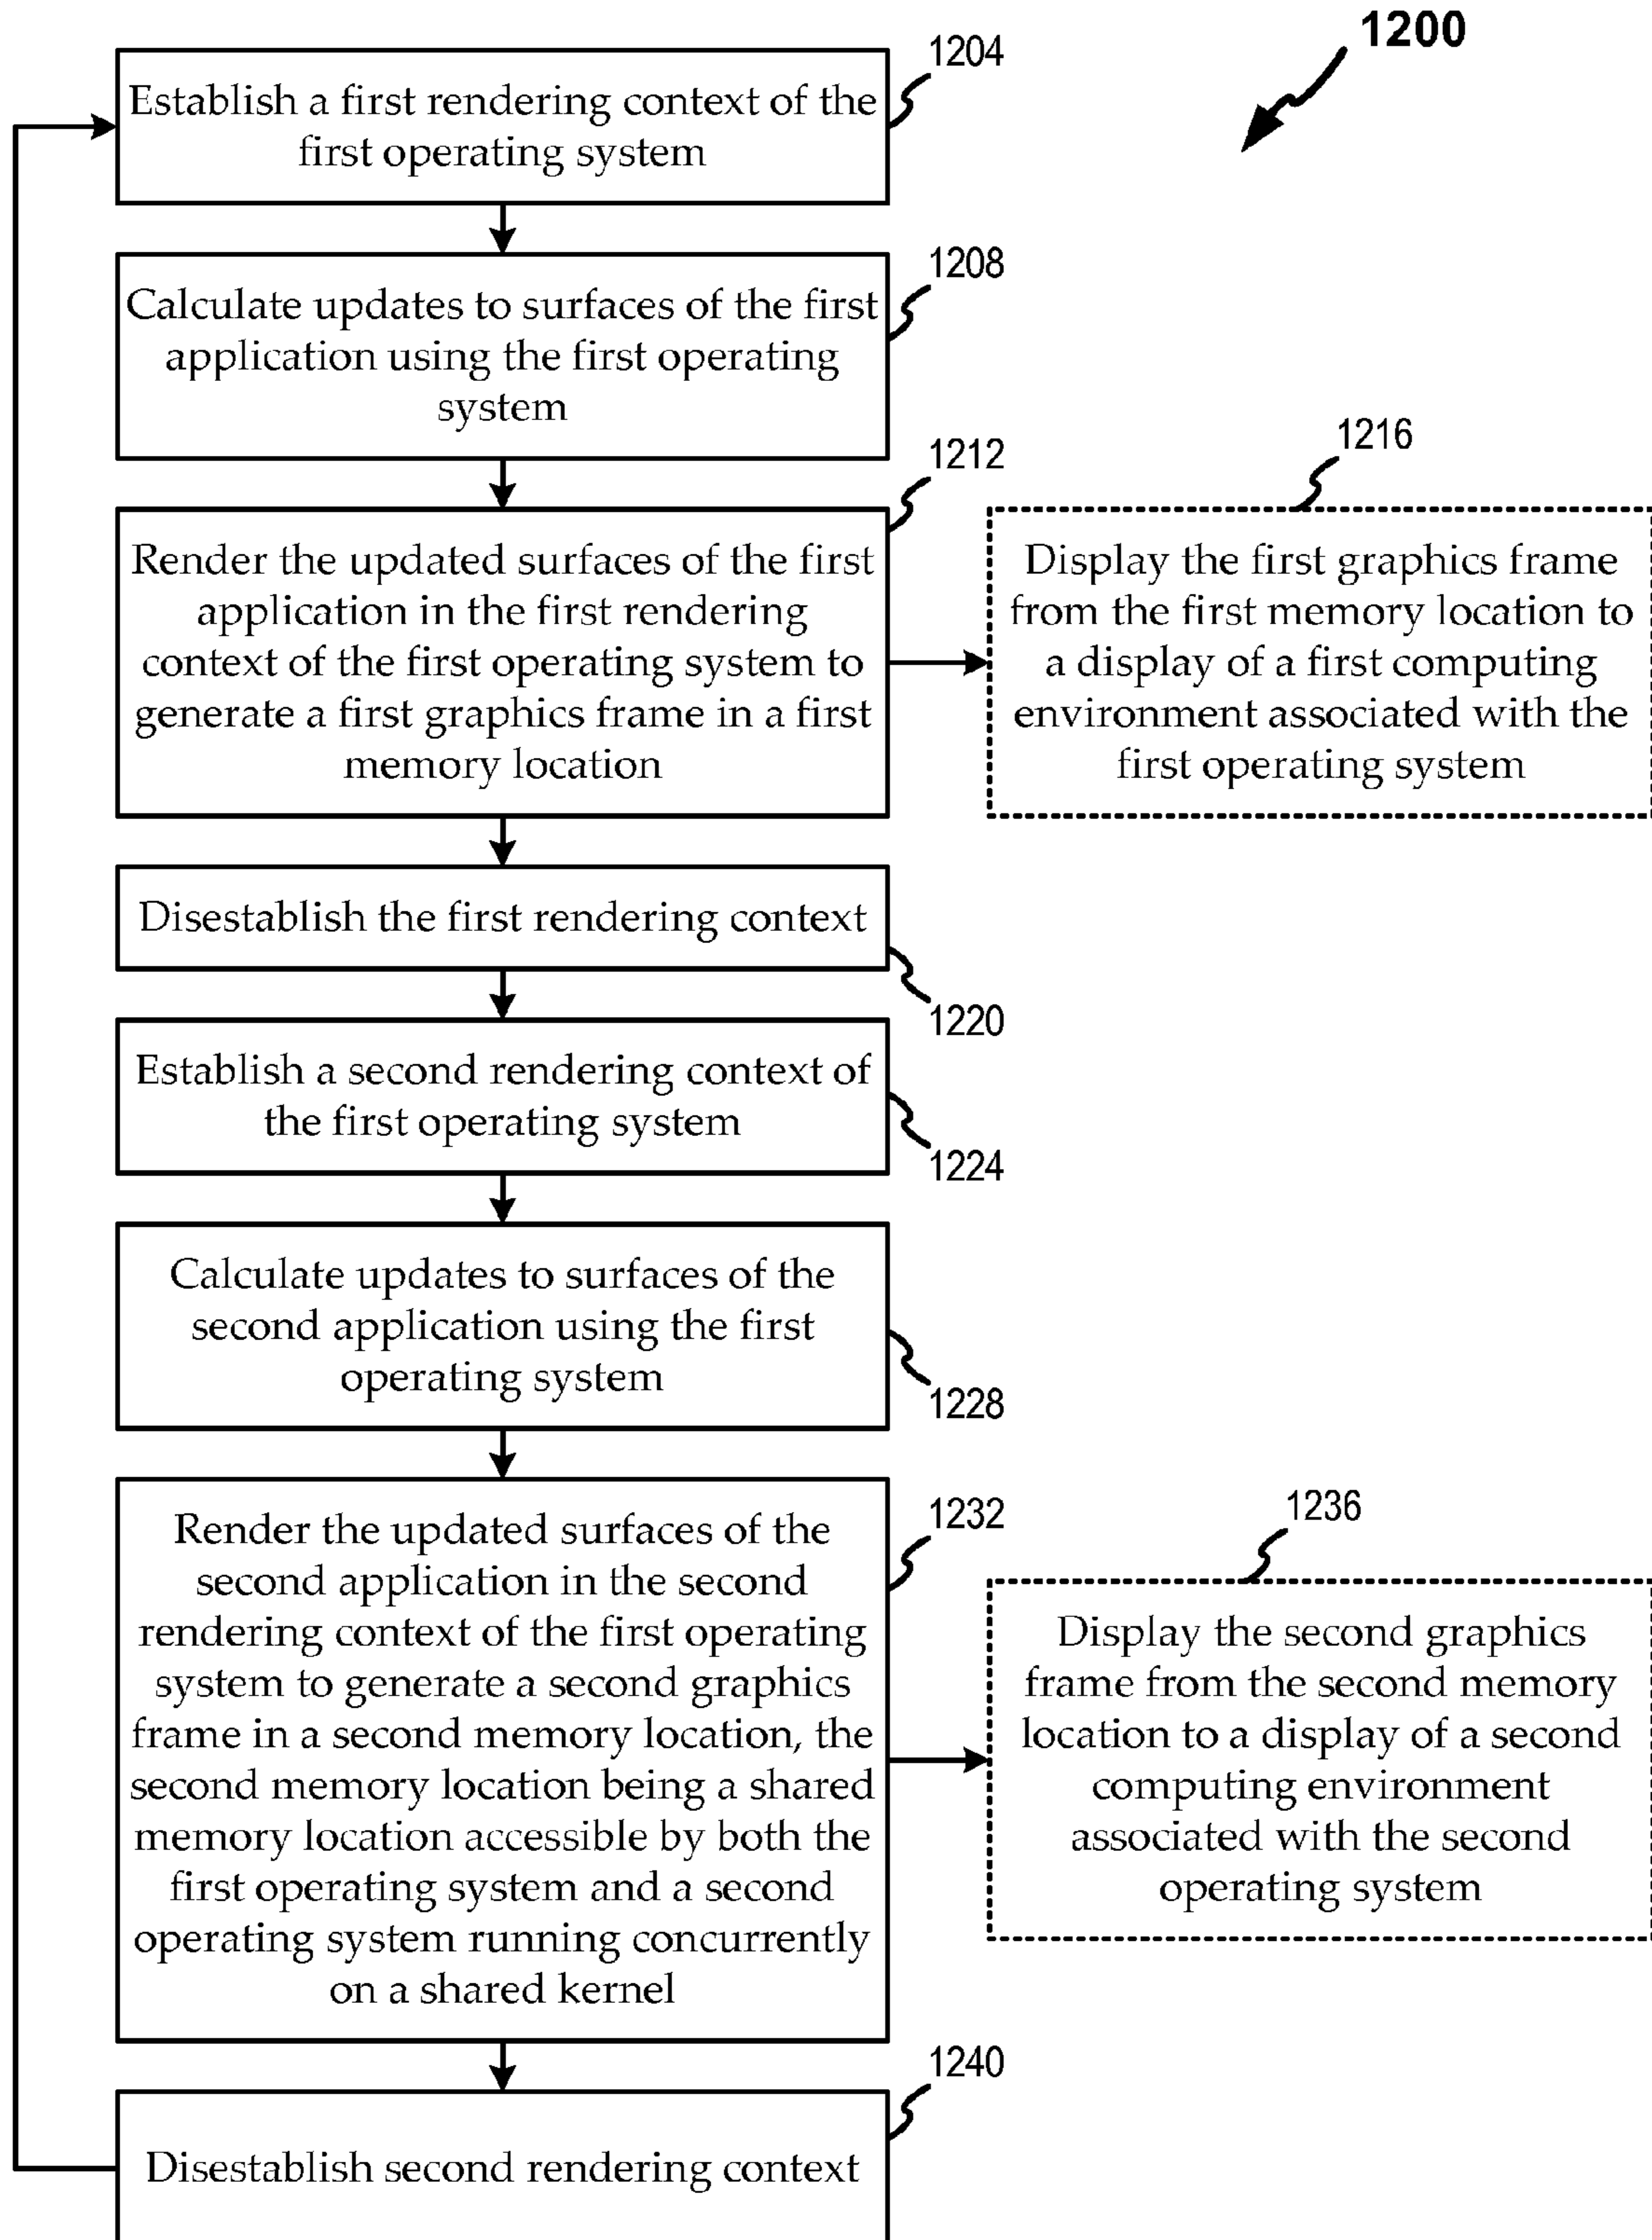 1200
1204
Establish a first rendering context of the
first operating system
1208
Calculate updates to surfaces of the first
application using the first operating
system
1212
Render the updated surfaces of the first
application in the first rendering
context of the first operating system to
generate a first graphics frame in a first
memory location
1216
Display the first graphics frame
from the first memory location to
a display of a first computing
environment associated with the
first operating system
Disestablish the first rendering context
1220
Establish a second rendering context of
the first operating system
1224
Calculate updates to surfaces of the
second application using the first
operating system
1228
1232
Render the updated surfaces of the
second application in the second
rendering context of the first operating
system to generate a second graphics
frame in a second memory location, the
second memory location being a shared
memory location accessible by both the
first operating system and a second
operating system running concurrently
on a shared kernel
1236
Display the second graphics
frame from the second memory
location to a display of a second
computing environment
associated with the second
operating system
1240
Disestablish second rendering context